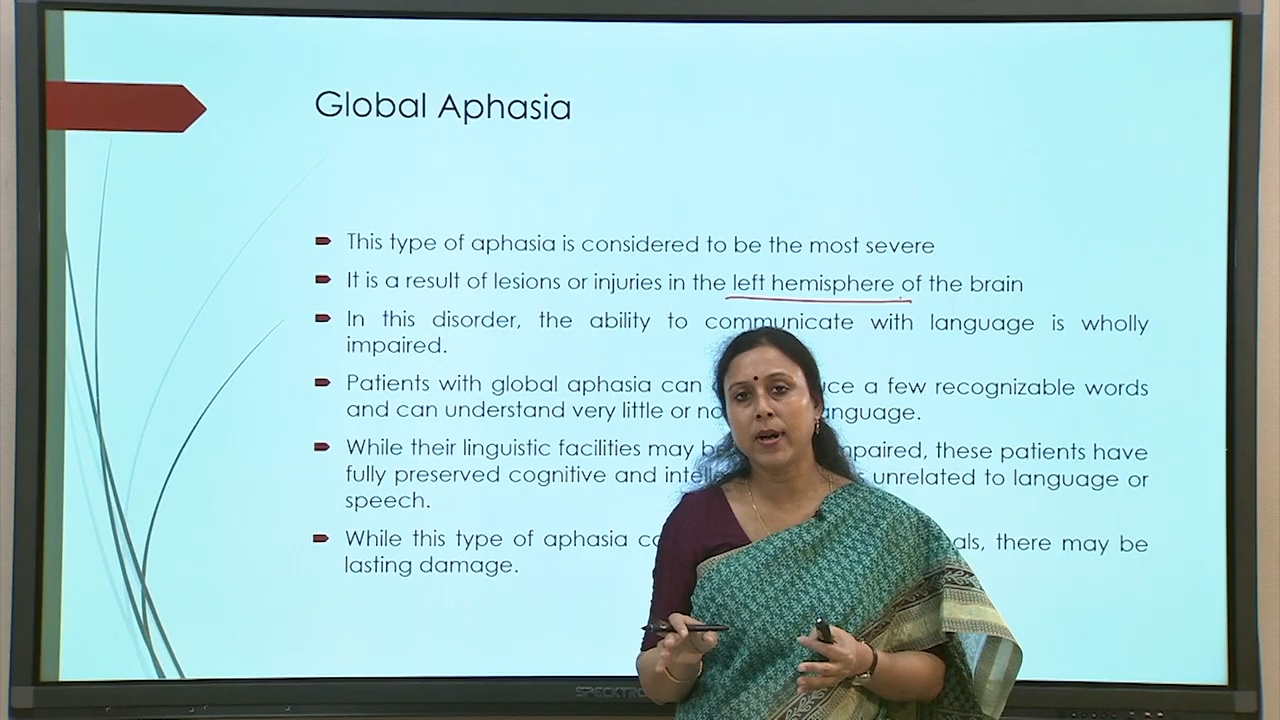 Global Aphasia
This type of aphasia is considered to be the most severe
It is a result of lesions or injuries in the left hemisphere of the brain
In this disorder, the ability to communicate with language is wholly
impaired.
Patients with global aphasia can a few recognizable words
and can understand very little or
While their linguistic facilities may these patients have
fully preserved cognitive and unrelated to language or
speech.
While this type of aphasia there may be
lasting damage.